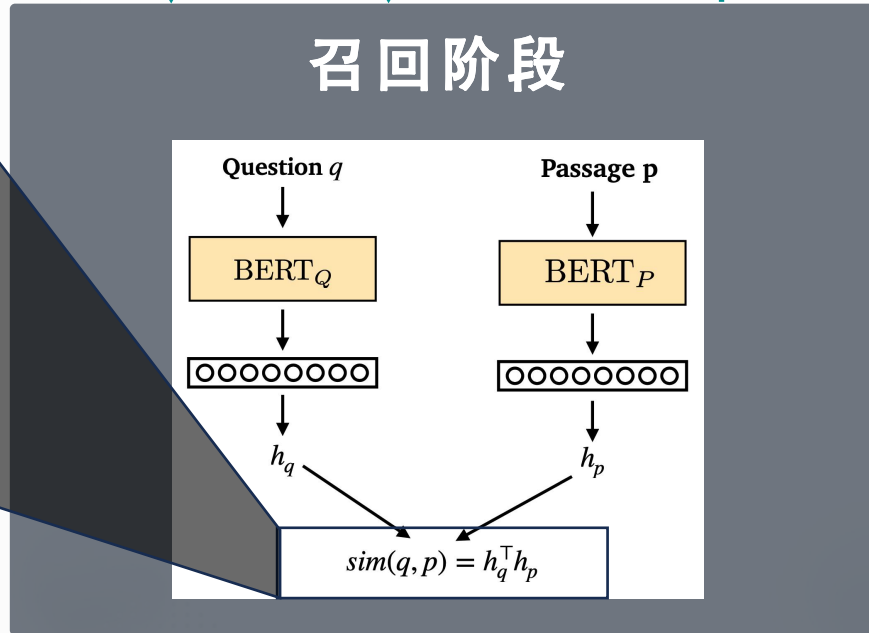 召回阶段
Question q
Passage p
BERT_Q
BERT_P
h_q
h_p
sim(q, p) = h_q^⊤ h_p